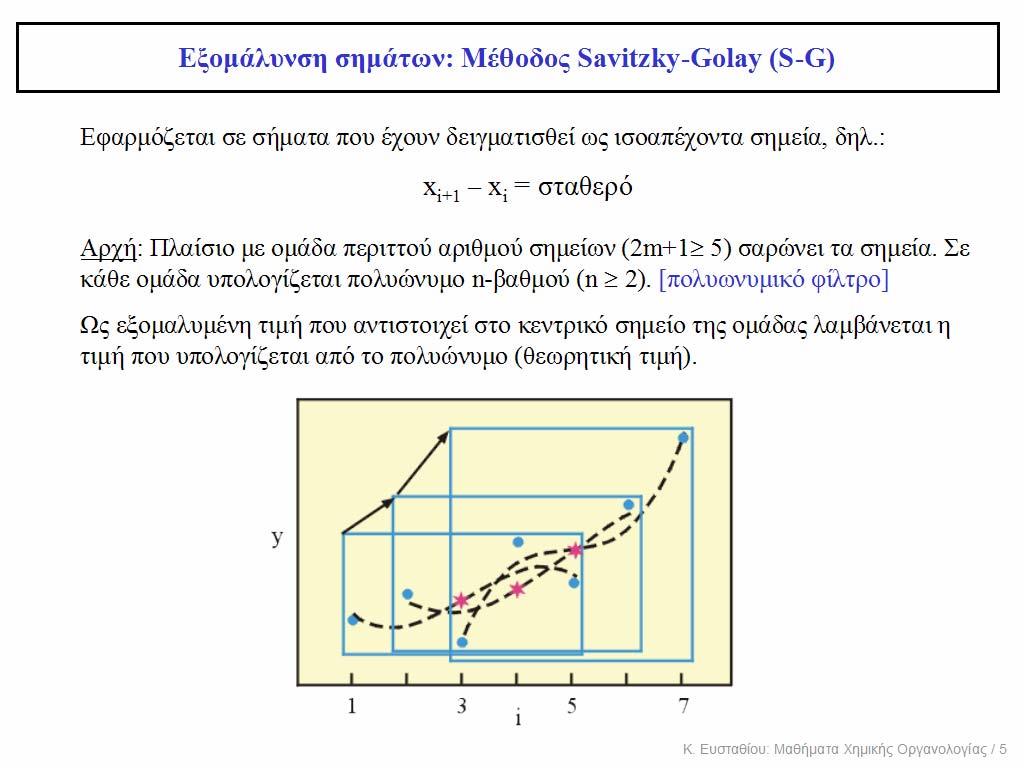 Εξομάλυνση σημάτων: Μέθοδος Savitzky-Golay (S-G)
Εφαρμόζεται σε σήματα που έχουν δειγματισθεί ως ισοαπέχοντα σημεία, δηλ.:
xi+1 – xi = σταθερό
Αρχή: Πλαίσιο με ομάδα περιττού αριθμού σημείων (2m+1≥ 5) σαρώνει τα σημεία. Σε
κάθε ομάδα υπολογίζεται πολυώνυμο n-βαθμού (n ≥ 2). [πολυωνυμικό φίλτρο]
Ως εξομαλυμένη τιμή που αντιστοιχεί στο κεντρικό σημείο της ομάδας λαμβάνεται η
τιμή που υπολογίζεται από το πολυώνυμο (θεωρητική τιμή).
y
1 3 5 7
i
Κ. Ευσταθίου: Μαθήματα Χημικής Οργανολογίας / 5